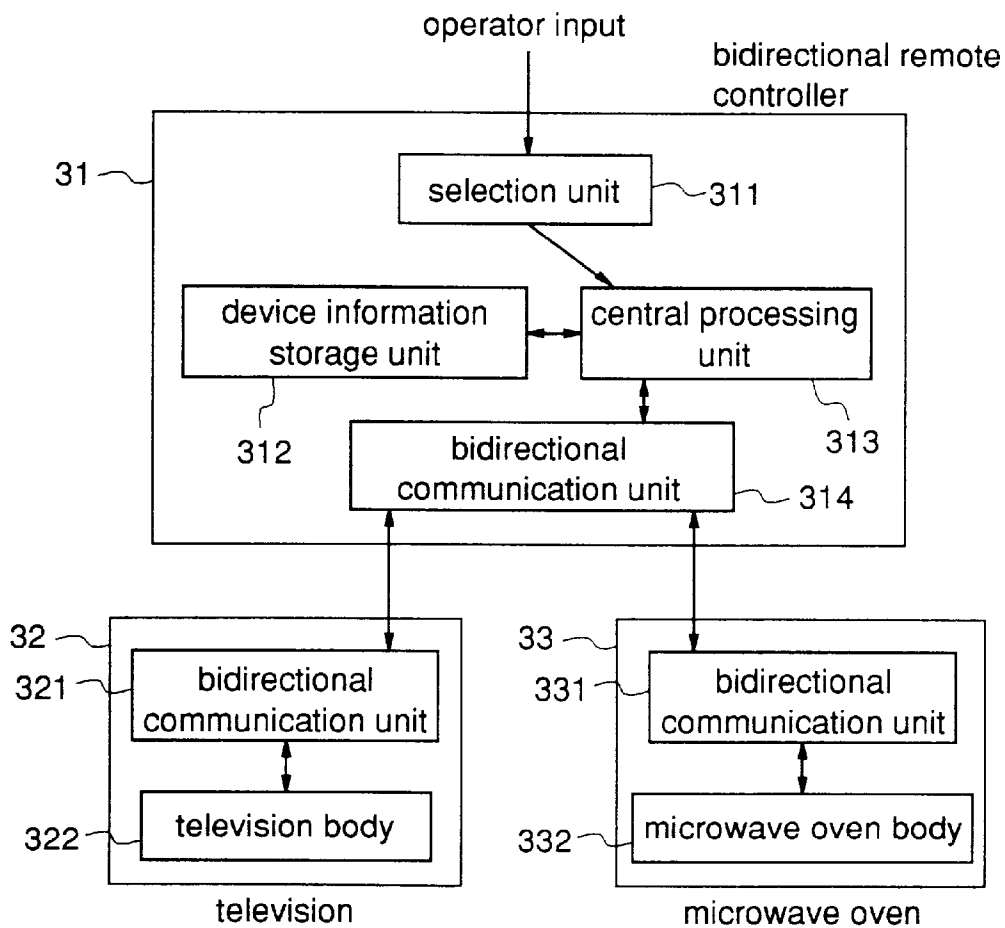 operator input
bidirectional remote
controller
31
selection unit
311
device information
storage unit
central processing
unit
312
313
bidirectional
communication unit
314
32
33
321
bidirectional
communication unit
331
bidirectional
communication unit
322
television body
332
microwave oven body
television
microwave oven